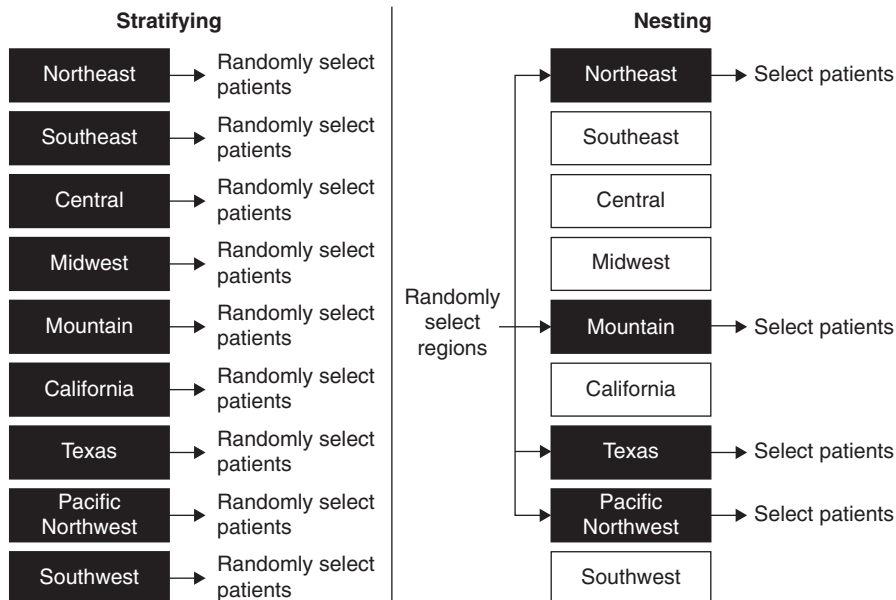 Stratifying
Northeast
Randomly select
patients
Southeast
Randomly select
patients
Central
Randomly select
patients
Midwest
Randomly select
patients
Mountain
Randomly select
patients
California
Randomly select
patients
Texas
Randomly select
patients
Pacific
Northwest
Randomly select
patients
Southwest
Randomly select
patients
Nesting
Randomly
select
regions
Northeast
Select patients
Southeast
Central
Midwest
Mountain
Select patients
California
Texas
Select patients
Pacific
Northwest
Select patients
Southwest